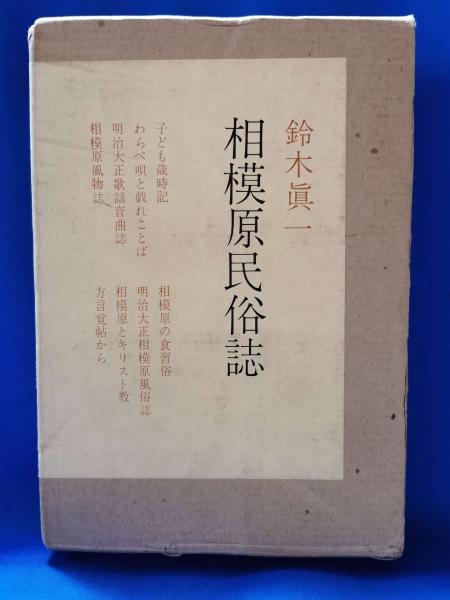 鈴木眞一
相模原民俗誌
子ども歳時記
わらべ唄と戯れことば
明治大正歌謡音曲誌
相模原風物誌
相模原の食習俗
明治大正相模原風俗誌
相模原とキリスト教
方言覚帖から